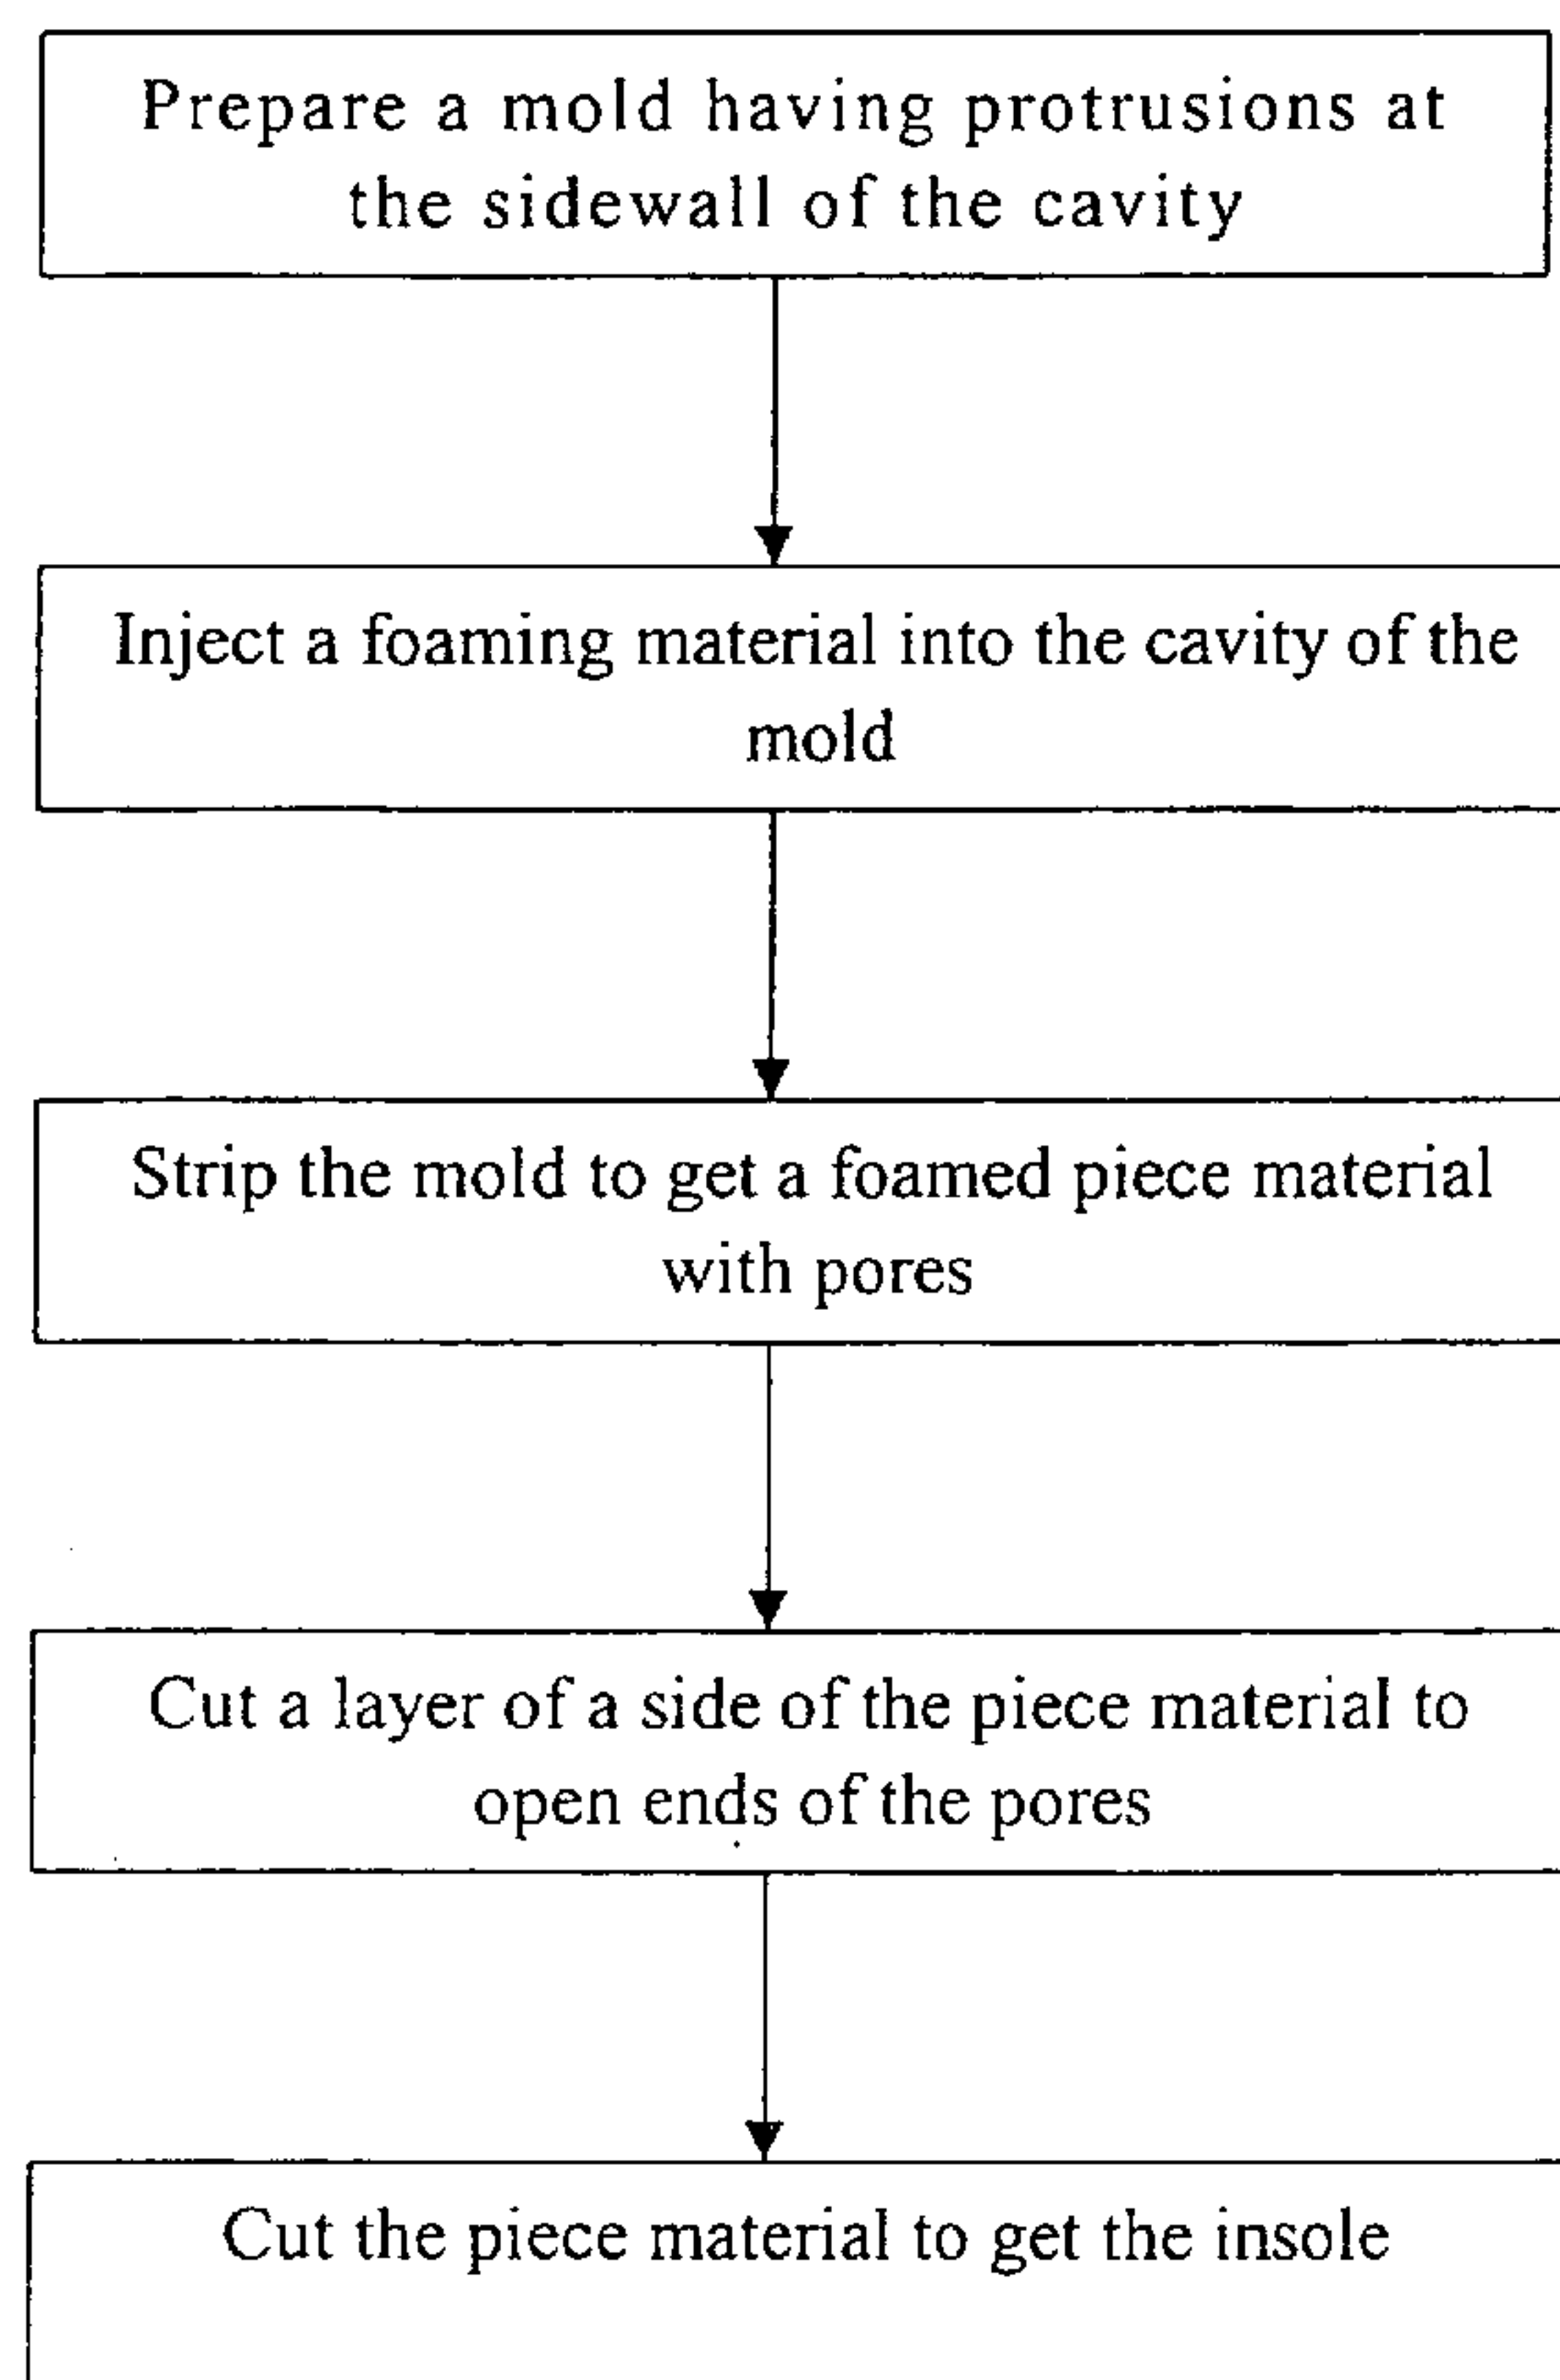 Prepare a mold having protrusions at
the sidewall of the cavity
Inject a foaming material into the cavity of the
mold
Strip the mold to get a foamed piece material
with pores
Cut a layer of a side of the piece material to
open ends of the pores
Cut the piece material to get the insole